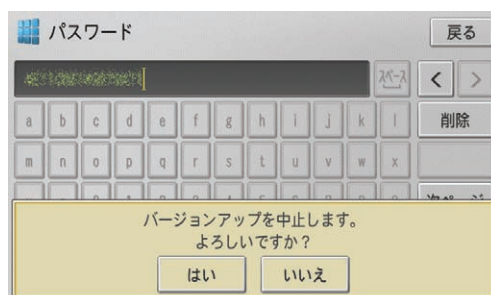 パスワード
戻る
スペース
< >
a b c d e f g h i j k l
削除
m n o p q r s t u v w x
バージョンアップを中止します。
よろしいですか？
はい いいえ